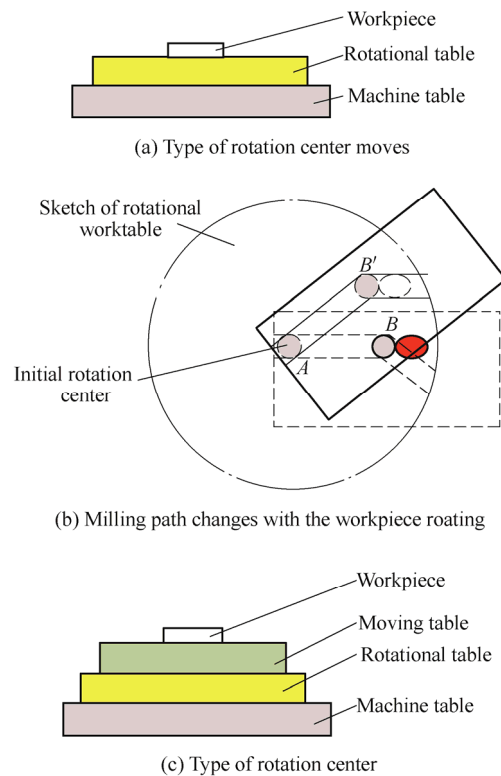 Workpiece
Rotational table
Machine table
(a) Type of rotation center moves
Sketch of rotational
worktable
B′
B
Initial rotation
center
A
(b) Milling path changes with the workpiece roating
Workpiece
Moving table
Rotational table
Machine table
(c) Type of rotation center